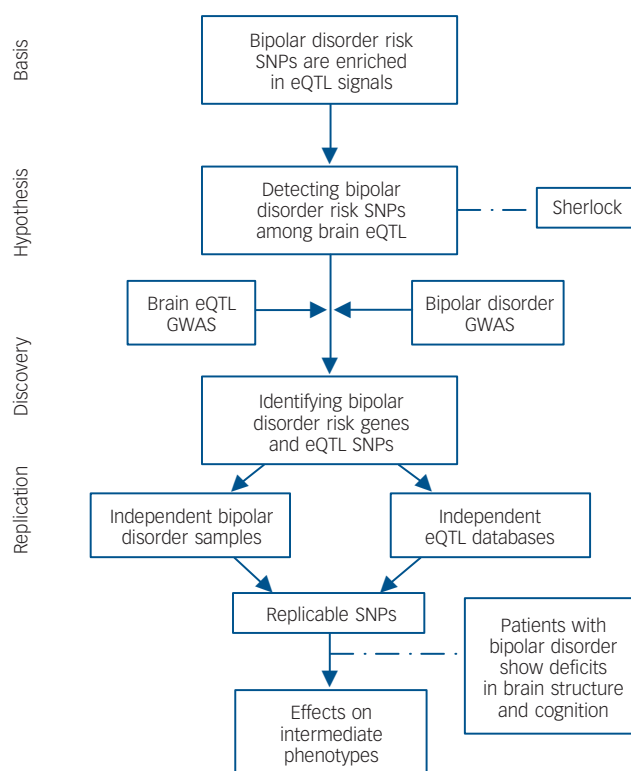 Basis
Bipolar disorder risk
SNPs are enriched
in eQTL signals
Hypothesis
Detecting bipolar
disorder risk SNPs
among brain eQTL
Sherlock
Brain eQTL
GWAS
Bipolar disorder
GWAS
Discovery
Identifying bipolar
disorder risk genes
and eQTL SNPs
Replication
Independent bipolar
disorder samples
Independent
eQTL databases
Replicable SNPs
Patients with
bipolar disorder
show deficits
in brain structure
and cognition
Effects on
intermediate
phenotypes